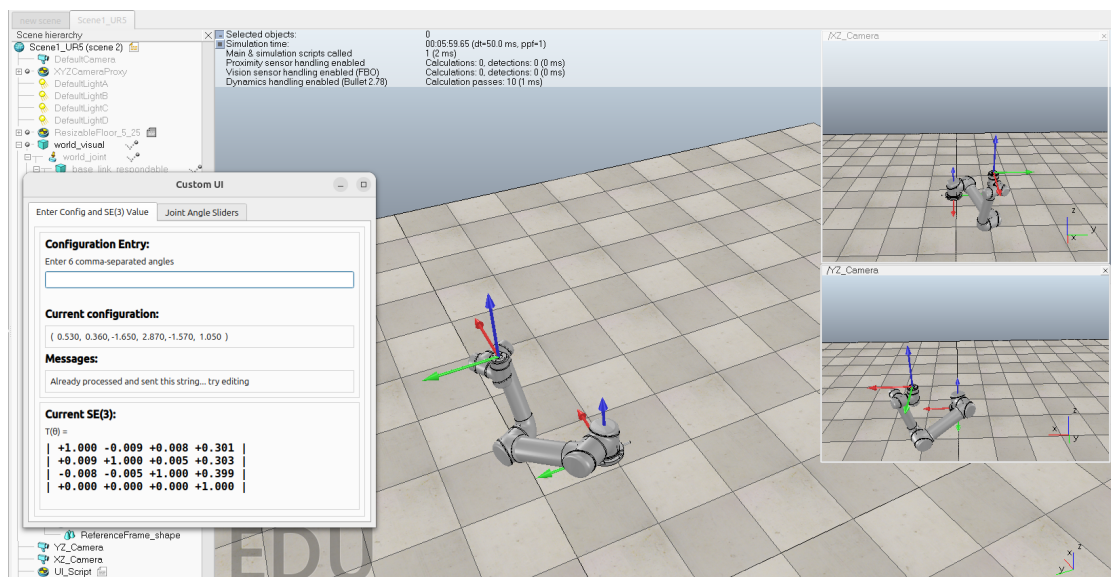 new scene Scene1_UR5
Scene hierarchy
Scene1_UR5 (scene 2)
DefaultCamera
XYZCameraProxy
DefaultLightA
DefaultLightB
DefaultLightC
DefaultLightD
ResizableFloor_5_25
world_visual
world_joint
base_link_respondable
Selected objects: 0
Simulation time: 00:05:59.65 (dt=50.0 ms, ppf=1)
Main & simulation scripts called 1 (2 ms)
Proximity sensor handling enabled Calculations: 0, detections: 0 (0 ms)
Vision sensor handling enabled (FBO) Calculations: 0, detections: 0 (0 ms)
Dynamics handling enabled (Bullet 2.78) Calculation passes: 10 (1 ms)
/XZ_Camera
z
y
x
/YZ_Camera
z
x
y
Custom UI
Enter Config and SE(3) Value Joint Angle Sliders
Configuration Entry:
Enter 6 comma-separated angles
Current configuration:
( 0.530, 0.360, -1.650, 2.870, -1.570, 1.050 )
Messages:
Already processed and sent this string... try editing
Current SE(3):
T(θ) =
| +1.000 -0.009 +0.008 +0.301 |
| +0.009 +1.000 +0.005 +0.303 |
| -0.008 -0.005 +1.000 +0.399 |
| +0.000 +0.000 +0.000 +1.000 |
ReferenceFrame_shape
YZ_Camera
XZ_Camera
UI_Script
EDU
x z
y